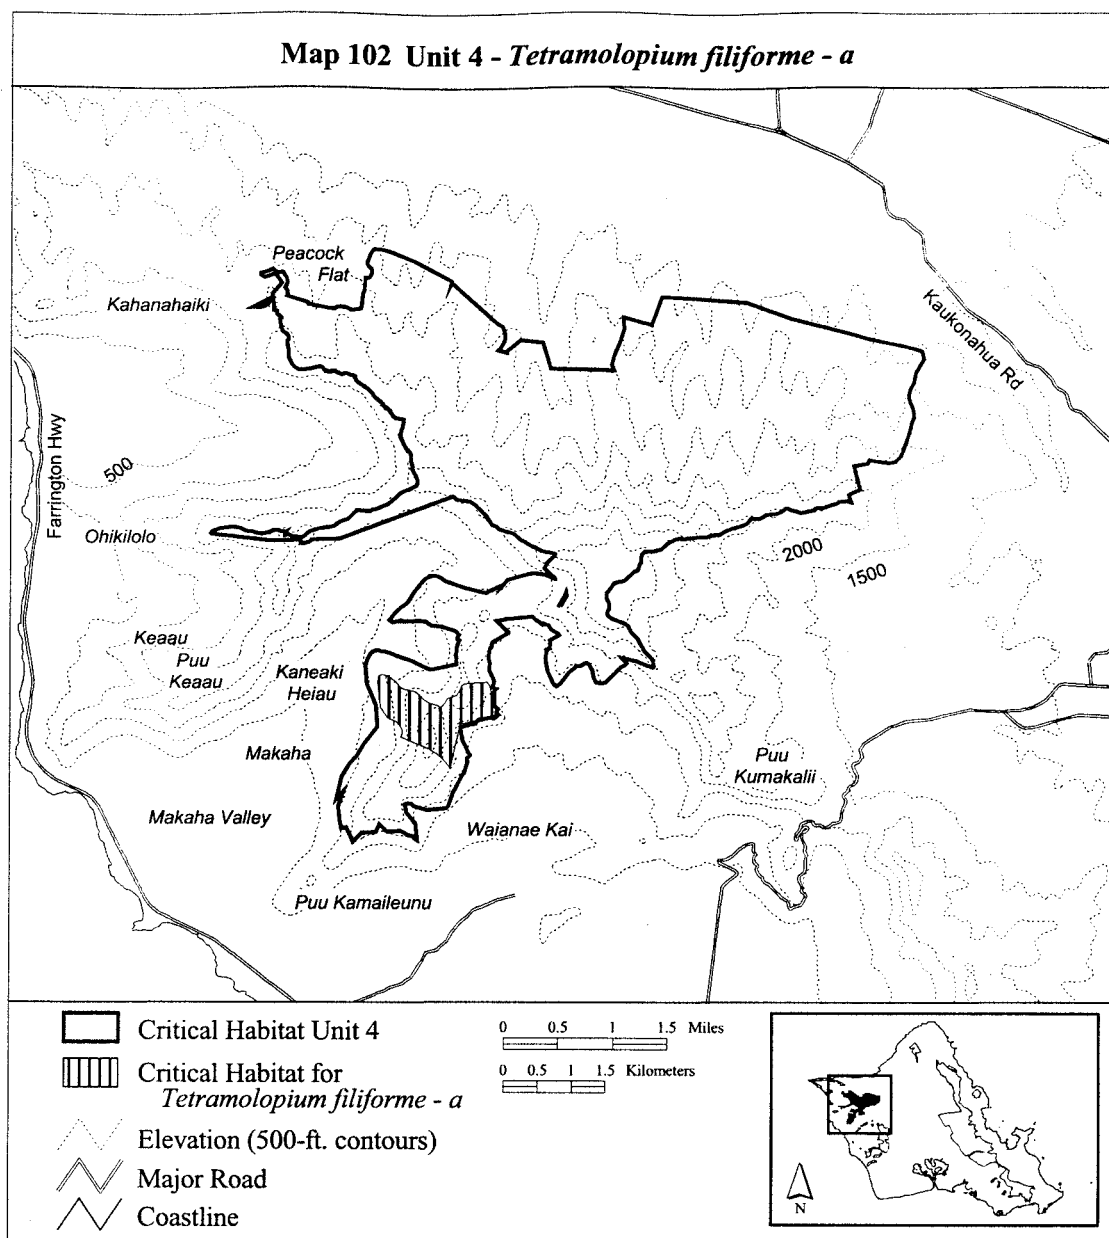 Map 102 Unit 4 - Tetramolopium filiforme - a
Peacock
Flat
Kahanahaiki
Kaukonahua Rd
Farrington Hwy
500
Ohikilolo
2000
1500
Keaau
Puu
Keaau
Kaneaki
Heiau
Makaha
Puu
Kumakalii
Makaha Valley
Waianae Kai
Puu Kamaileunu
Critical Habitat Unit 4
Critical Habitat for
Tetramolopium filiforme - a
Elevation (500-ft. contours)
Major Road
Coastline
0 0.5 1 1.5 Miles
0 0.5 1 1.5 Kilometers
N